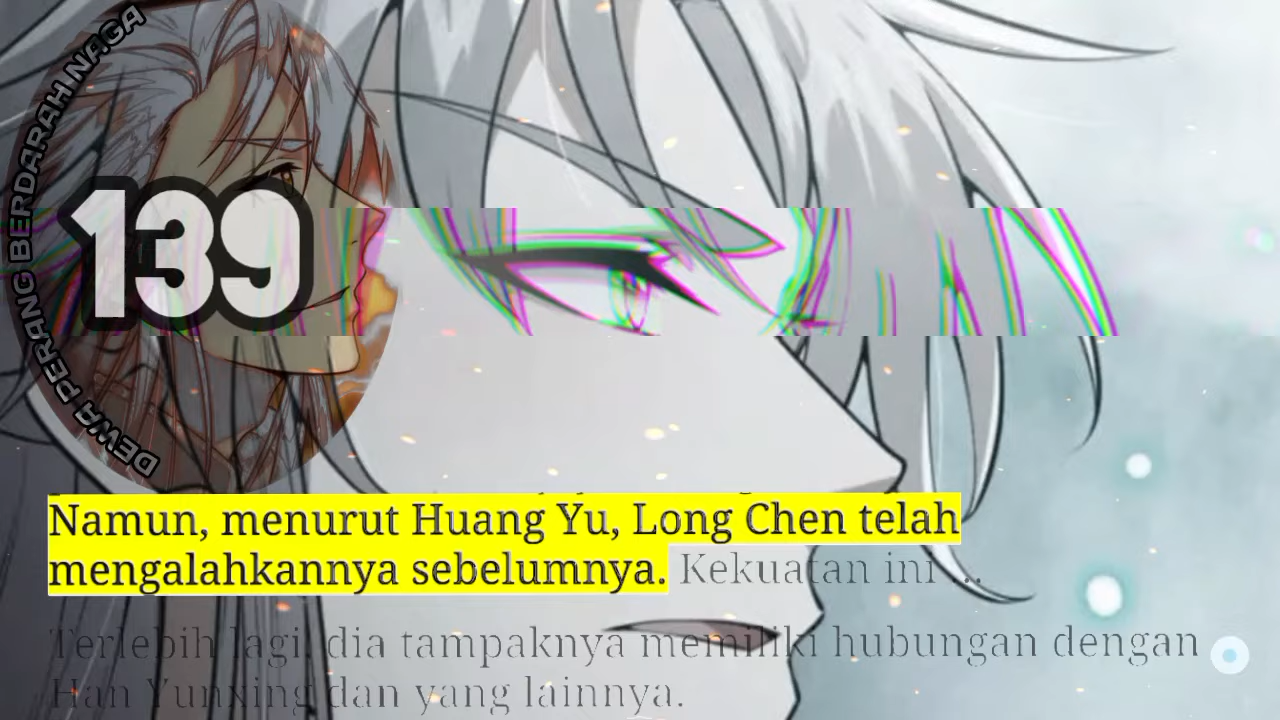 DEWA PERANG BERDARAH NAGA
139
Namun, menurut Huang Yu, Long Chen telah
mengalahkannya sebelumnya. Kekuatan ini ...
Terlebih lagi, dia tampaknya memiliki hubungan dengan
Han Yunxing dan yang lainnya.